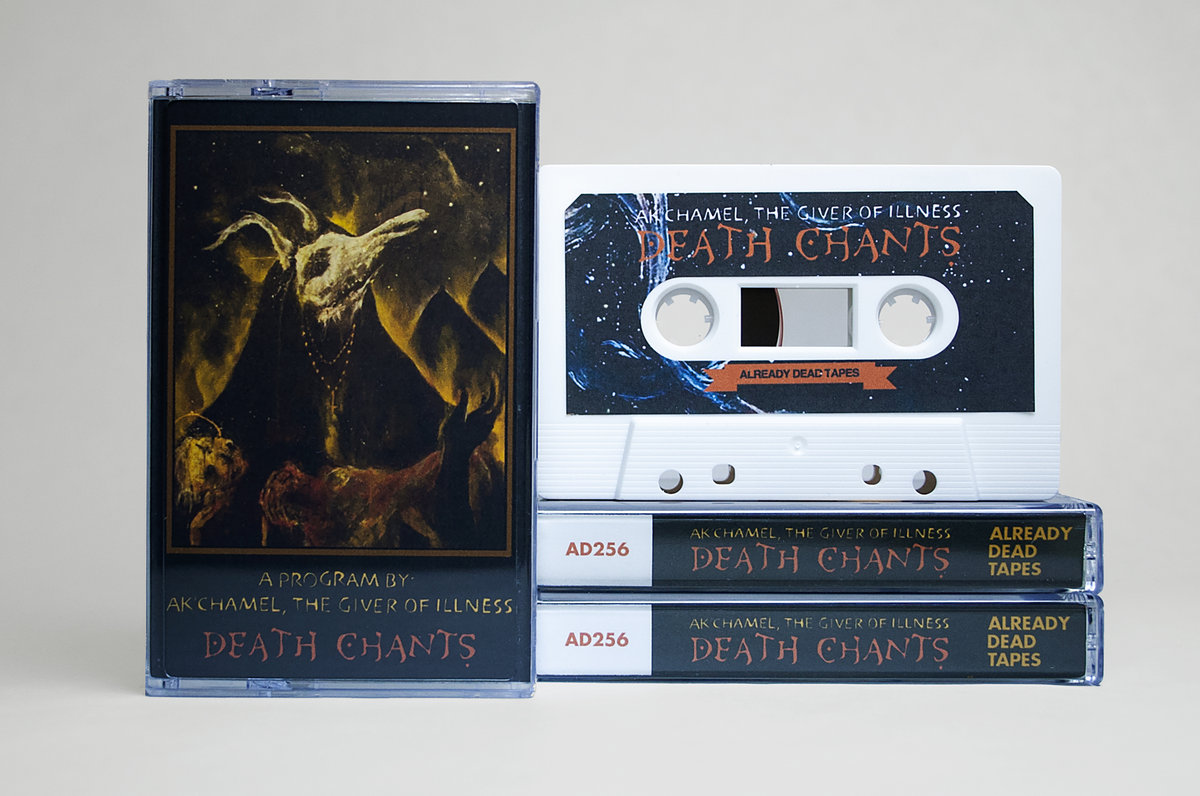 A PROGRAM BY:
AK'CHAMEL, THE GIVER OF ILLNESS
DEATH CHANTS
AK'CHAMEL, THE GIVER OF ILLNESS
DEATH CHANTS
ALREADY DEAD TAPES
AD256
AK'CHAMEL, THE GIVER OF ILLNESS
DEATH CHANTS
ALREADY
DEAD
TAPES
AD256
AK'CHAMEL, THE GIVER OF ILLNESS
DEATH CHANTS
ALREADY
DEAD
TAPES